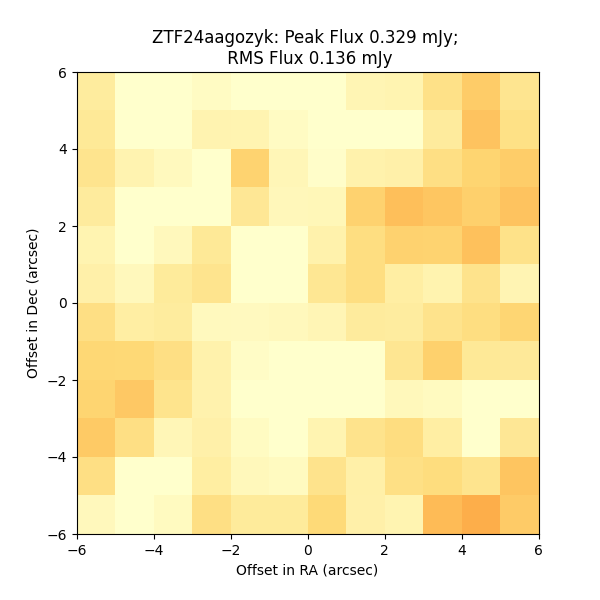 ZTF24aagozyk: Peak Flux 0.329 mJy;
RMS Flux 0.136 mJy
6
4
2
0
−2
−4
−6
Offset in Dec (arcsec)
−6 −4 −2 0 2 4 6
Offset in RA (arcsec)